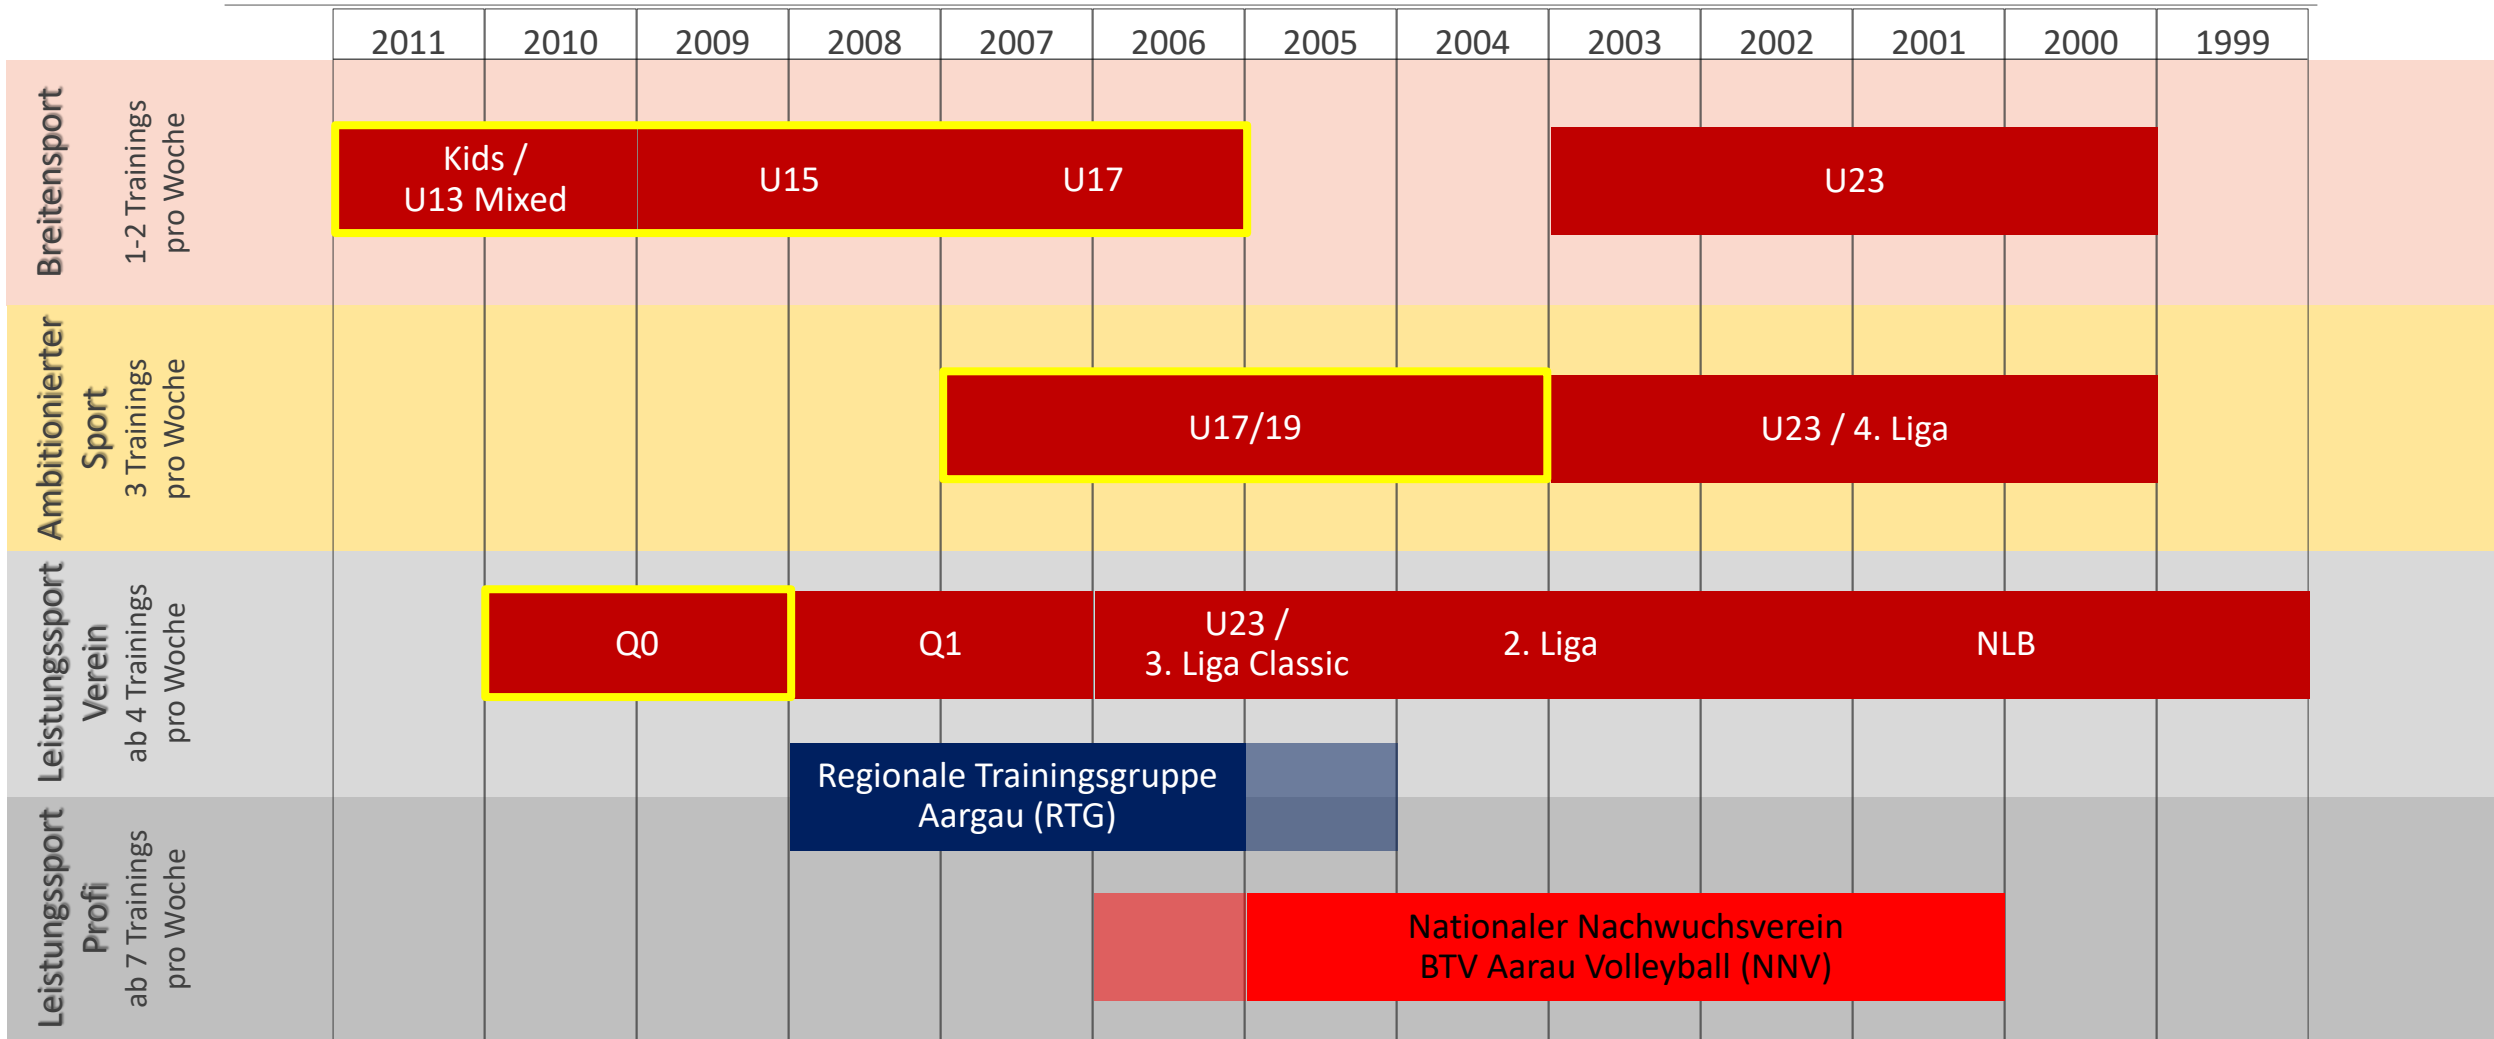 2011 2010 2009 2008 2007 2006 2005 2004 2003 2002 2001 2000 1999
Breitensport
1-2 Trainings
pro Woche
Kids /
U13 Mixed
U15
U17
U23
Ambitionierter
Sport
3 Trainings
pro Woche
U17/19
U23 / 4. Liga
Leistungssport
Verein
ab 4 Trainings
pro Woche
Q0
Q1
U23 /
3. Liga Classic
2. Liga
NLB
Regionale Trainingsgruppe
Aargau (RTG)
Leistungssport
Profi
ab 7 Trainings
pro Woche
Nationaler Nachwuchsverein
BTV Aarau Volleyball (NNV)